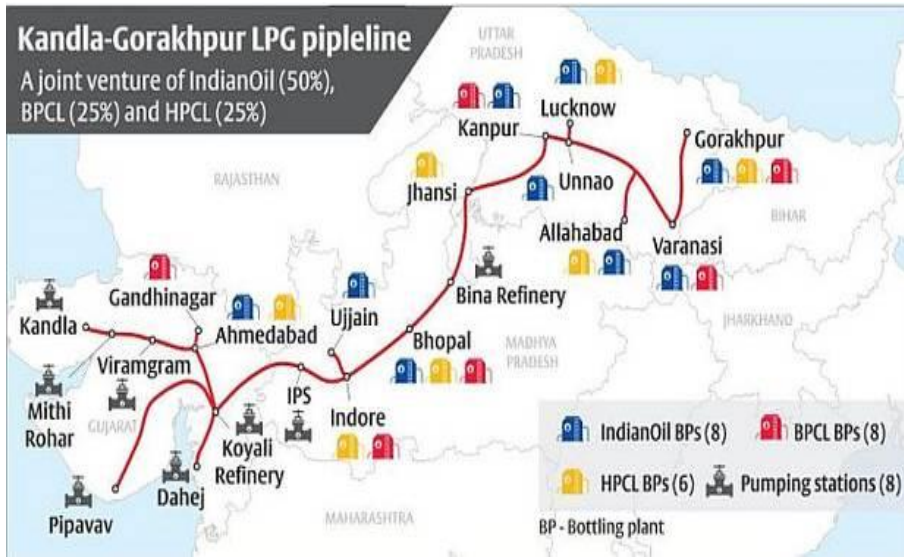 Kandla-Gorakhpur LPG pipleline
A joint venture of IndianOil (50%),
BPCL (25%) and HPCL (25%)
UTTAR
PRADESH
Lucknow
Kanpur
Gorakhpur
RAJASTHAN
Jhansi
Unnao
BIHAR
Allahabad
Varanasi
Gandhinagar
Ujjain
Bina Refinery
Kandla
Ahmedabad
JHARKHAND
Viramgram
Bhopal
MADHYA
PRADESH
Mithi
Rohar
IPS
GUJARAT
Indore
Koyali
Refinery
Dahej
Pipavav
MAHARASHTRA
IndianOil BPs (8)
BPCL BPs (8)
HPCL BPs (6)
Pumping stations (8)
BP - Bottling plant